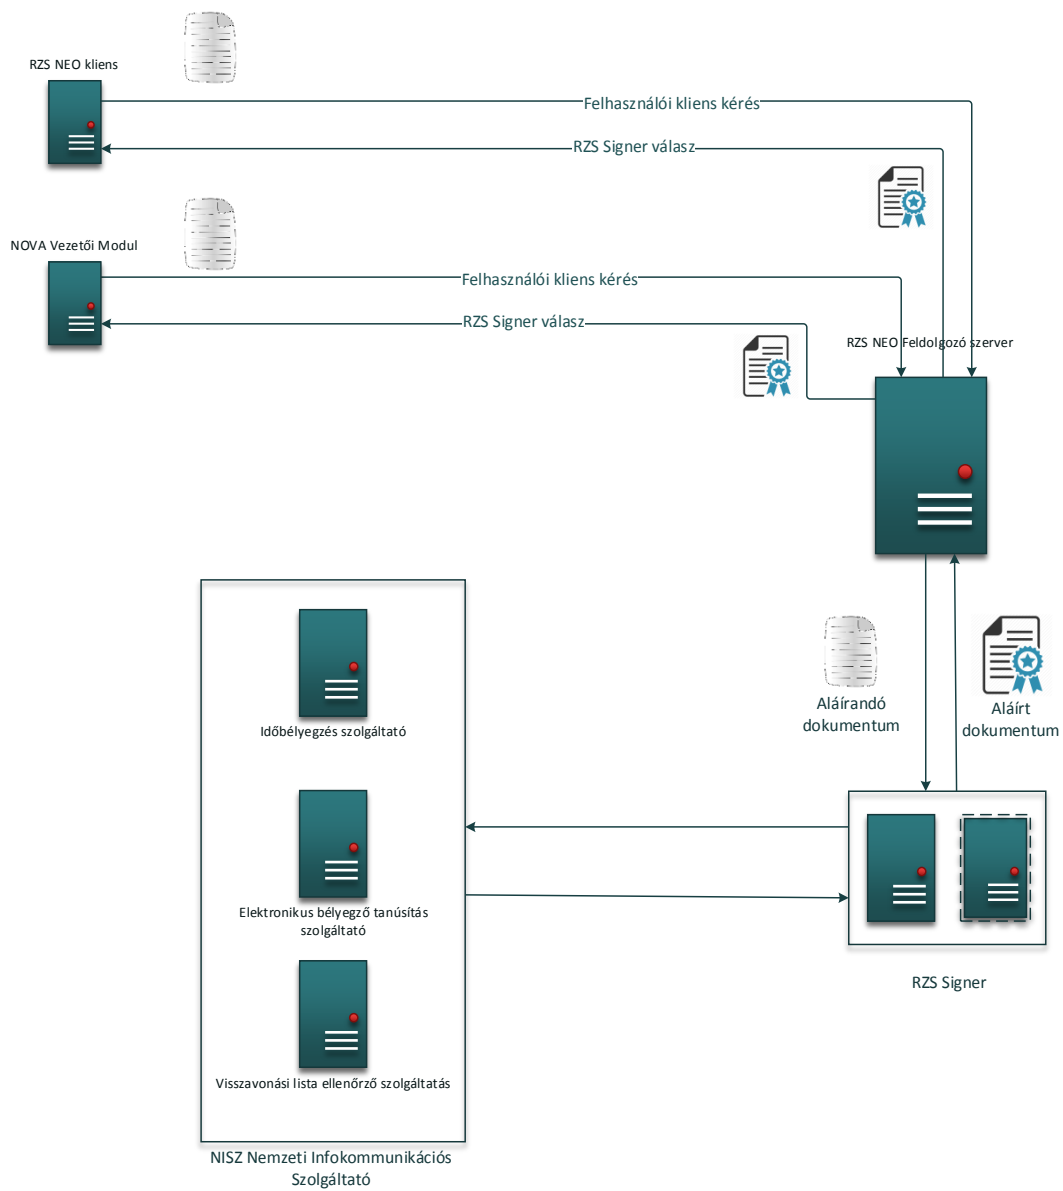 RZS NEO kliens
Felhasználói kliens kérés
RZS Signer válasz
NOVA Vezetői Modul
Felhasználói kliens kérés
RZS Signer válasz
RZS NEO Feldolgozó szerver
Aláírandó
dokumentum
Aláírt
dokumentum
Időbélyegzés szolgáltató
Elektronikus bélyegző tanúsítás
szolgáltató
Visszavonási lista ellenőrző szolgáltatás
RZS Signer
NISZ Nemzeti Infokommunikációs
Szolgáltató